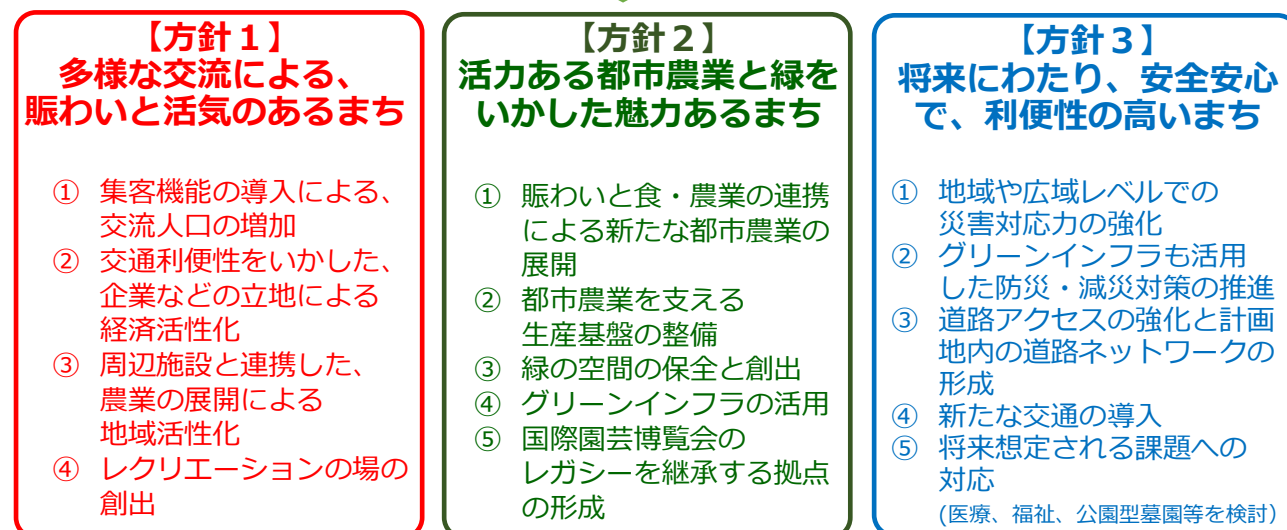 【方針１】
多様な交流による、
賑わいと活気のあるまち
① 集客機能の導入による、
交流人口の増加
② 交通利便性をいかした、
企業などの立地による
経済活性化
③ 周辺施設と連携した、
農業の展開による
地域活性化
④ レクリエーションの場の
創出
【方針２】
活力ある都市農業と緑を
いかした魅力あるまち
① 賑わいと食・農業の連携
による新たな都市農業の
展開
② 都市農業を支える
生産基盤の整備
③ 緑の空間の保全と創出
④ グリーンインフラの活用
⑤ 国際園芸博覧会の
レガシーを継承する拠点
の形成
【方針３】
将来にわたり、安全安心
で、利便性の高いまち
① 地域や広域レベルでの
災害対応力の強化
② グリーンインフラも活用
した防災・減災対策の推進
③ 道路アクセスの強化と計画
地内の道路ネットワークの
形成
④ 新たな交通の導入
⑤ 将来想定される課題への
対応
(医療、福祉、公園型墓園等を検討)